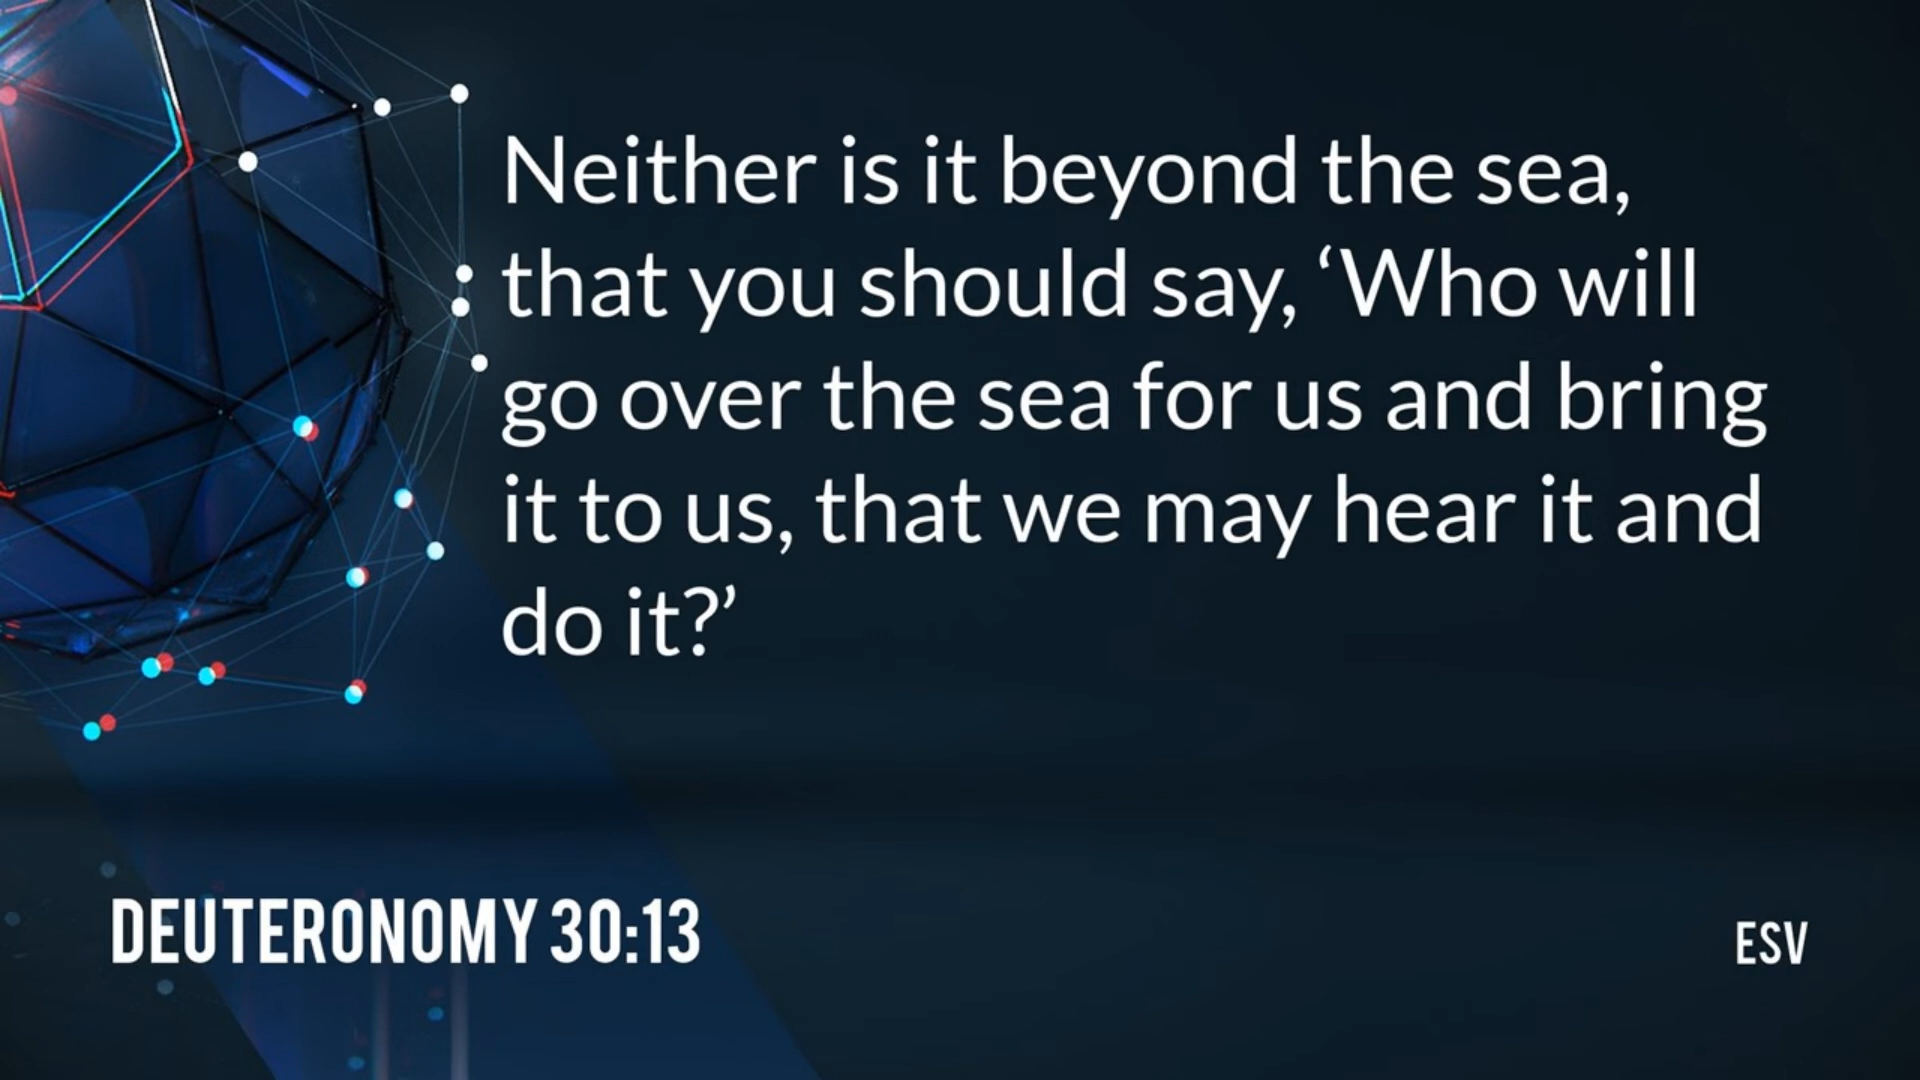 Neither is it beyond the sea,
that you should say, ‘Who will
go over the sea for us and bring
it to us, that we may hear it and
do it?’
DEUTERONOMY 30:13
ESV